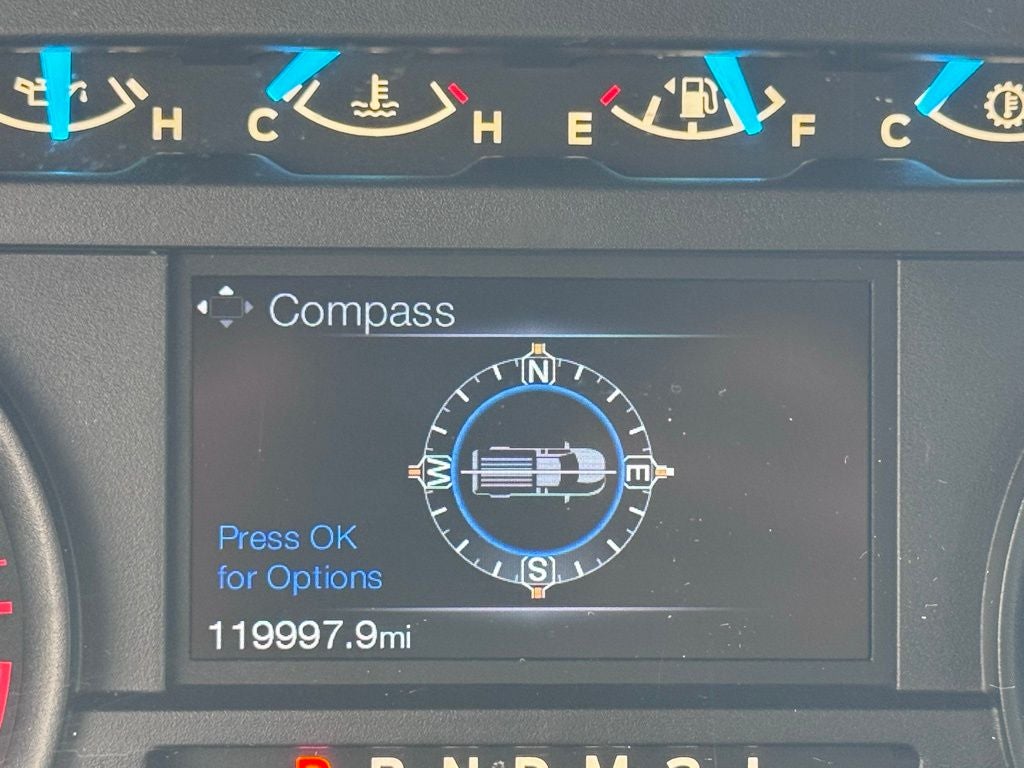 H C H E F C
Compass
N
W E
S
Press OK
for Options
119997.9mi